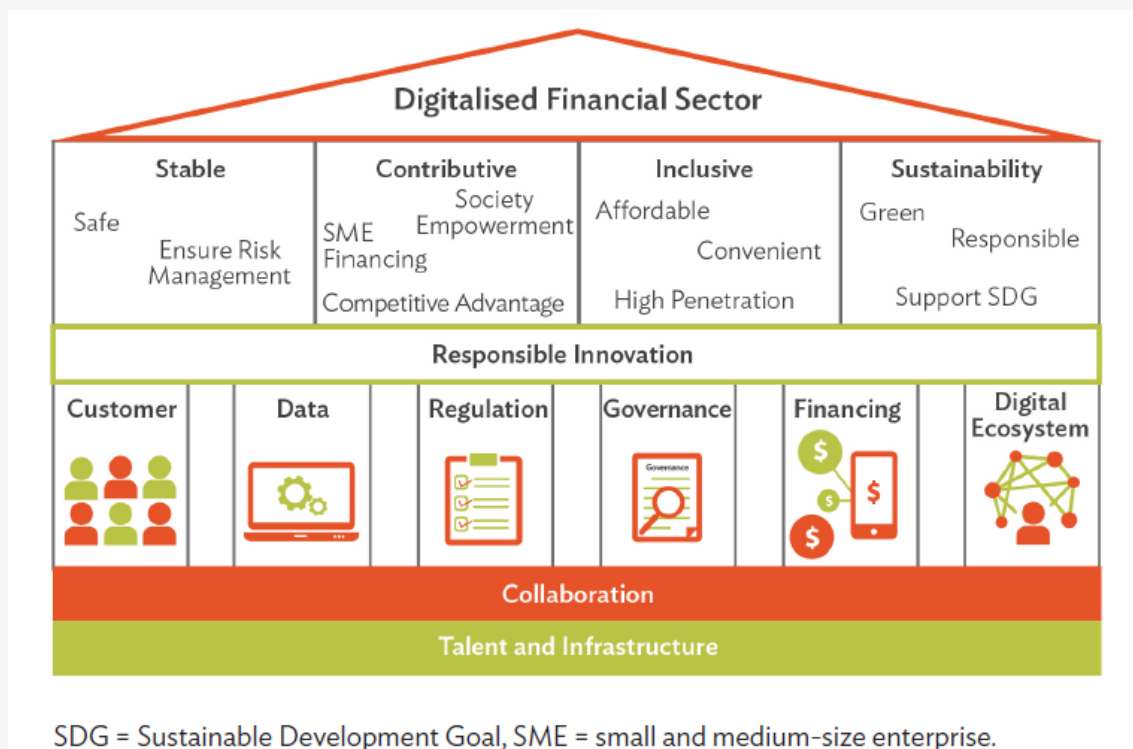 Digitalised Financial Sector
Stable
Safe
Ensure Risk
Management
Contributive
Society
Empowerment
SME
Financing
Competitive Advantage
Inclusive
Affordable
Convenient
High Penetration
Sustainability
Green
Responsible
Support SDG
Responsible Innovation
Customer
Data
Regulation
Governance
Governance
Financing
$
$
$
$
Digital
Ecosystem
Collaboration
Talent and Infrastructure
SDG = Sustainable Development Goal, SME = small and medium-size enterprise.